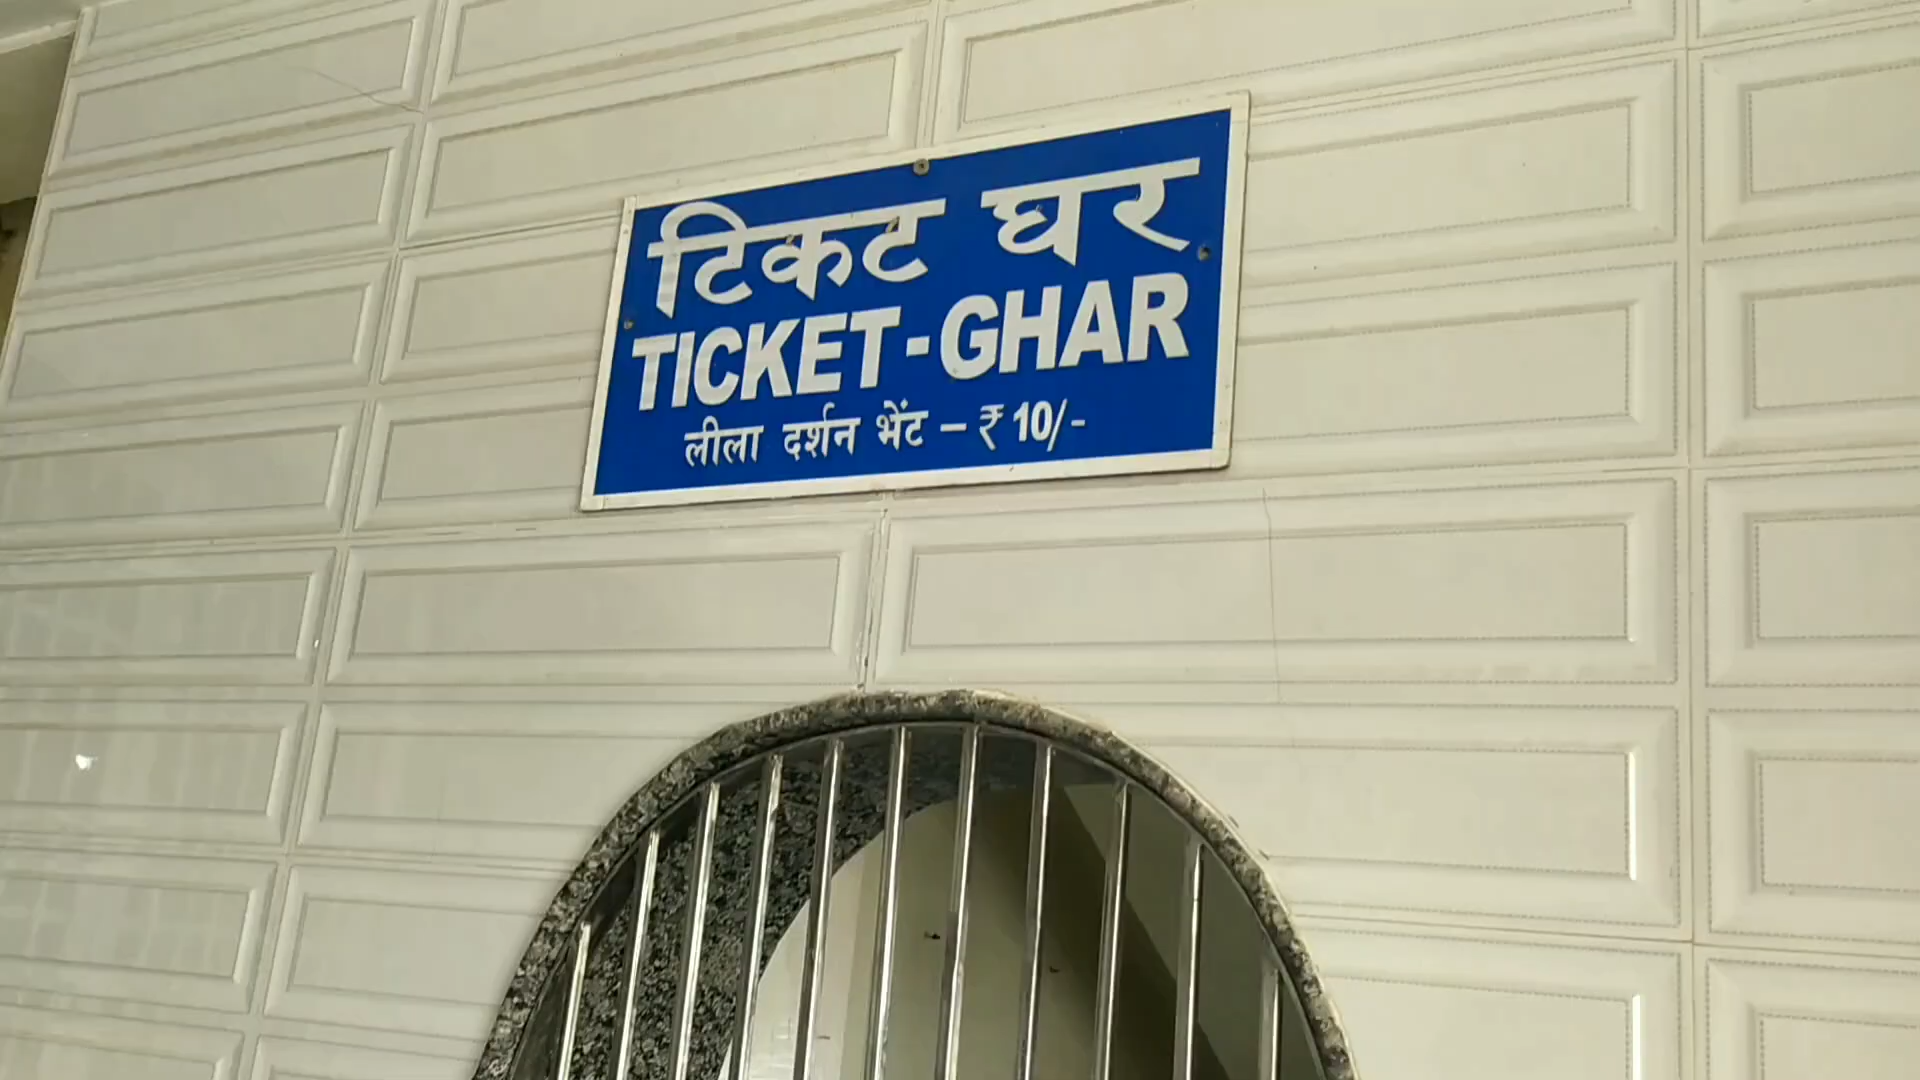 टिकट घर
TICKET-GHAR
लीला दर्शन भेंट – ₹ 10/-